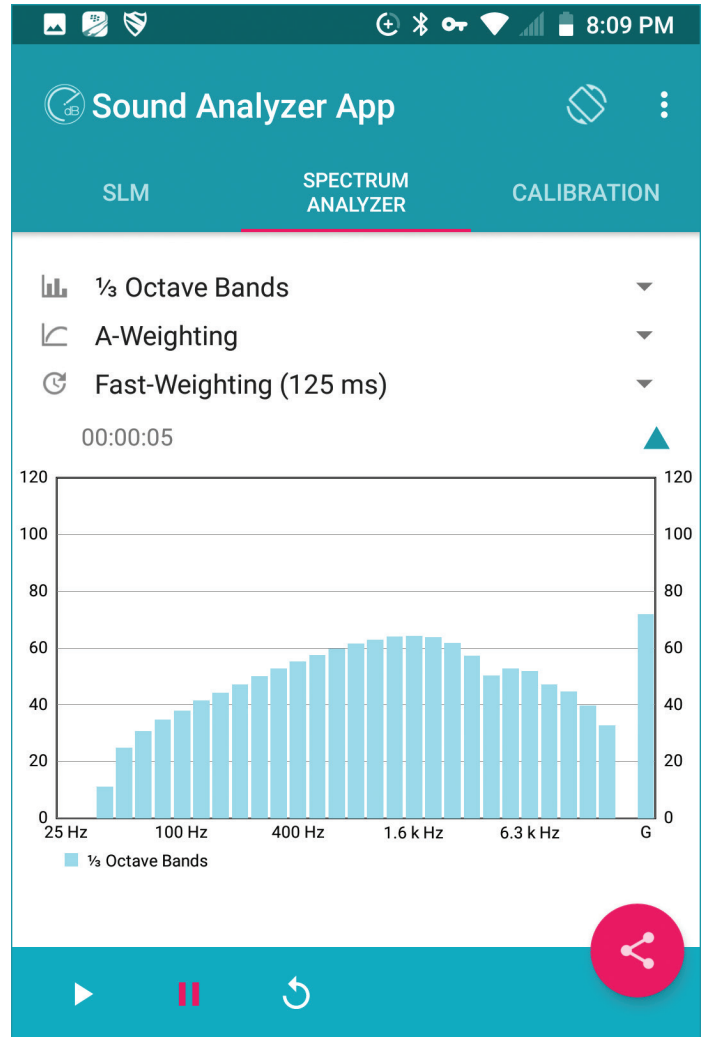 8:09 PM
dB
Sound Analyzer App
SLM
SPECTRUM
ANALYZER
CALIBRATION
⅓ Octave Bands
A-Weighting
Fast-Weighting (125 ms)
00:00:05
120 120
100 100
80 80
60 60
40 40
20 20
0 0
25 Hz 100 Hz 400 Hz 1.6 k Hz 6.3 k Hz G
⅓ Octave Bands